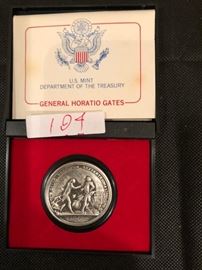 U.S. MINT
DEPARTMENT OF THE TREASURY
GENERAL HORATIO GATES
104